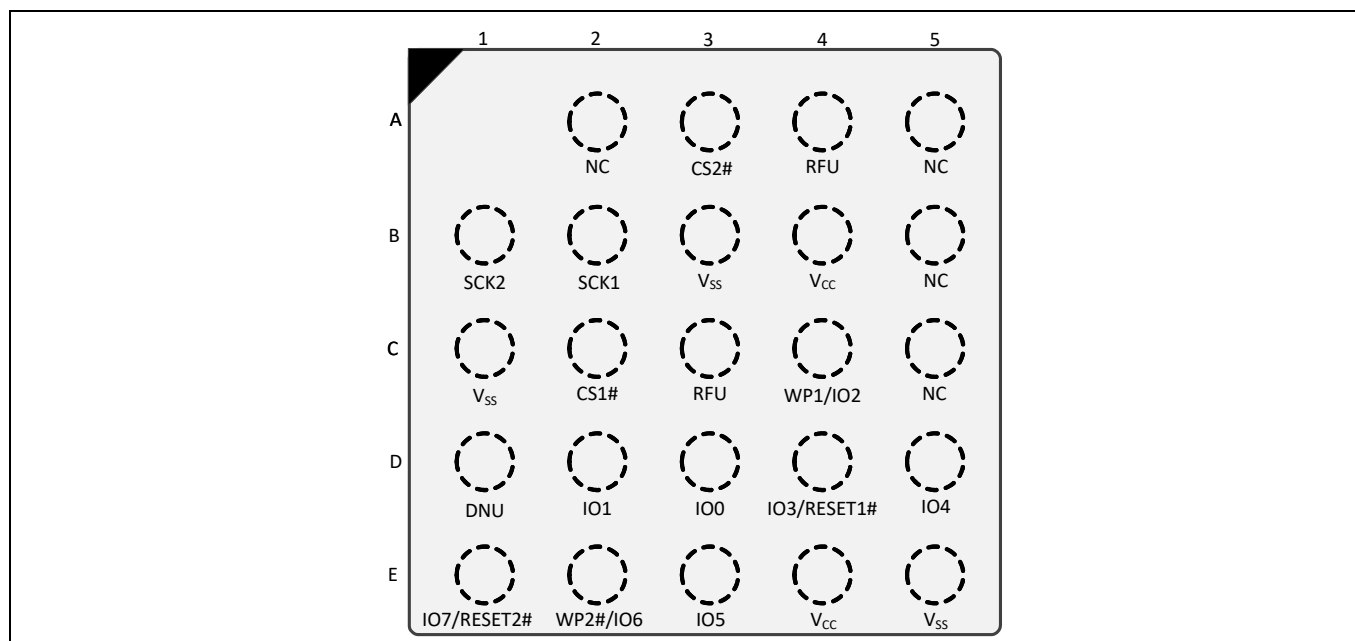 1 2 3 4 5
A
NC CS2# RFU NC
B
SCK2 SCK1 VSS VCC NC
C
VSS CS1# RFU WP1/IO2 NC
D
DNU IO1 IO0 IO3/RESET1# IO4
E
IO7/RESET2# WP2#/IO6 IO5 VCC VSS